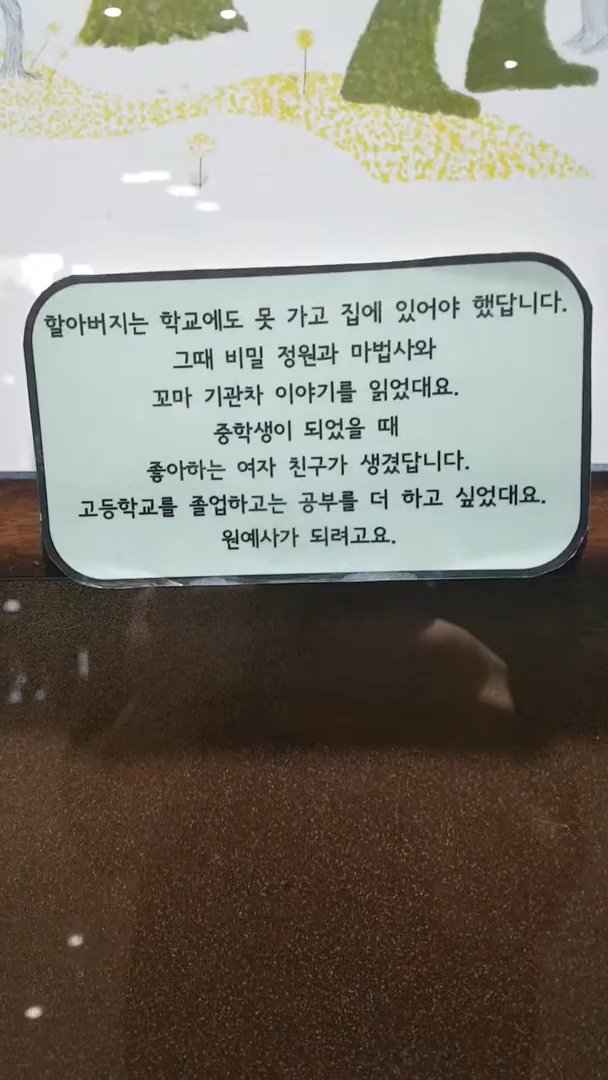 할아버지는 학교에도 못 가고 집에 있어야 했답니다.
그때 비밀 정원과 마법사와
꼬마 기관차 이야기를 읽었대요.
중학생이 되었을 때
좋아하는 여자 친구가 생겼답니다.
고등학교를 졸업하고는 공부를 더 하고 싶었대요.
원예사가 되려고요.